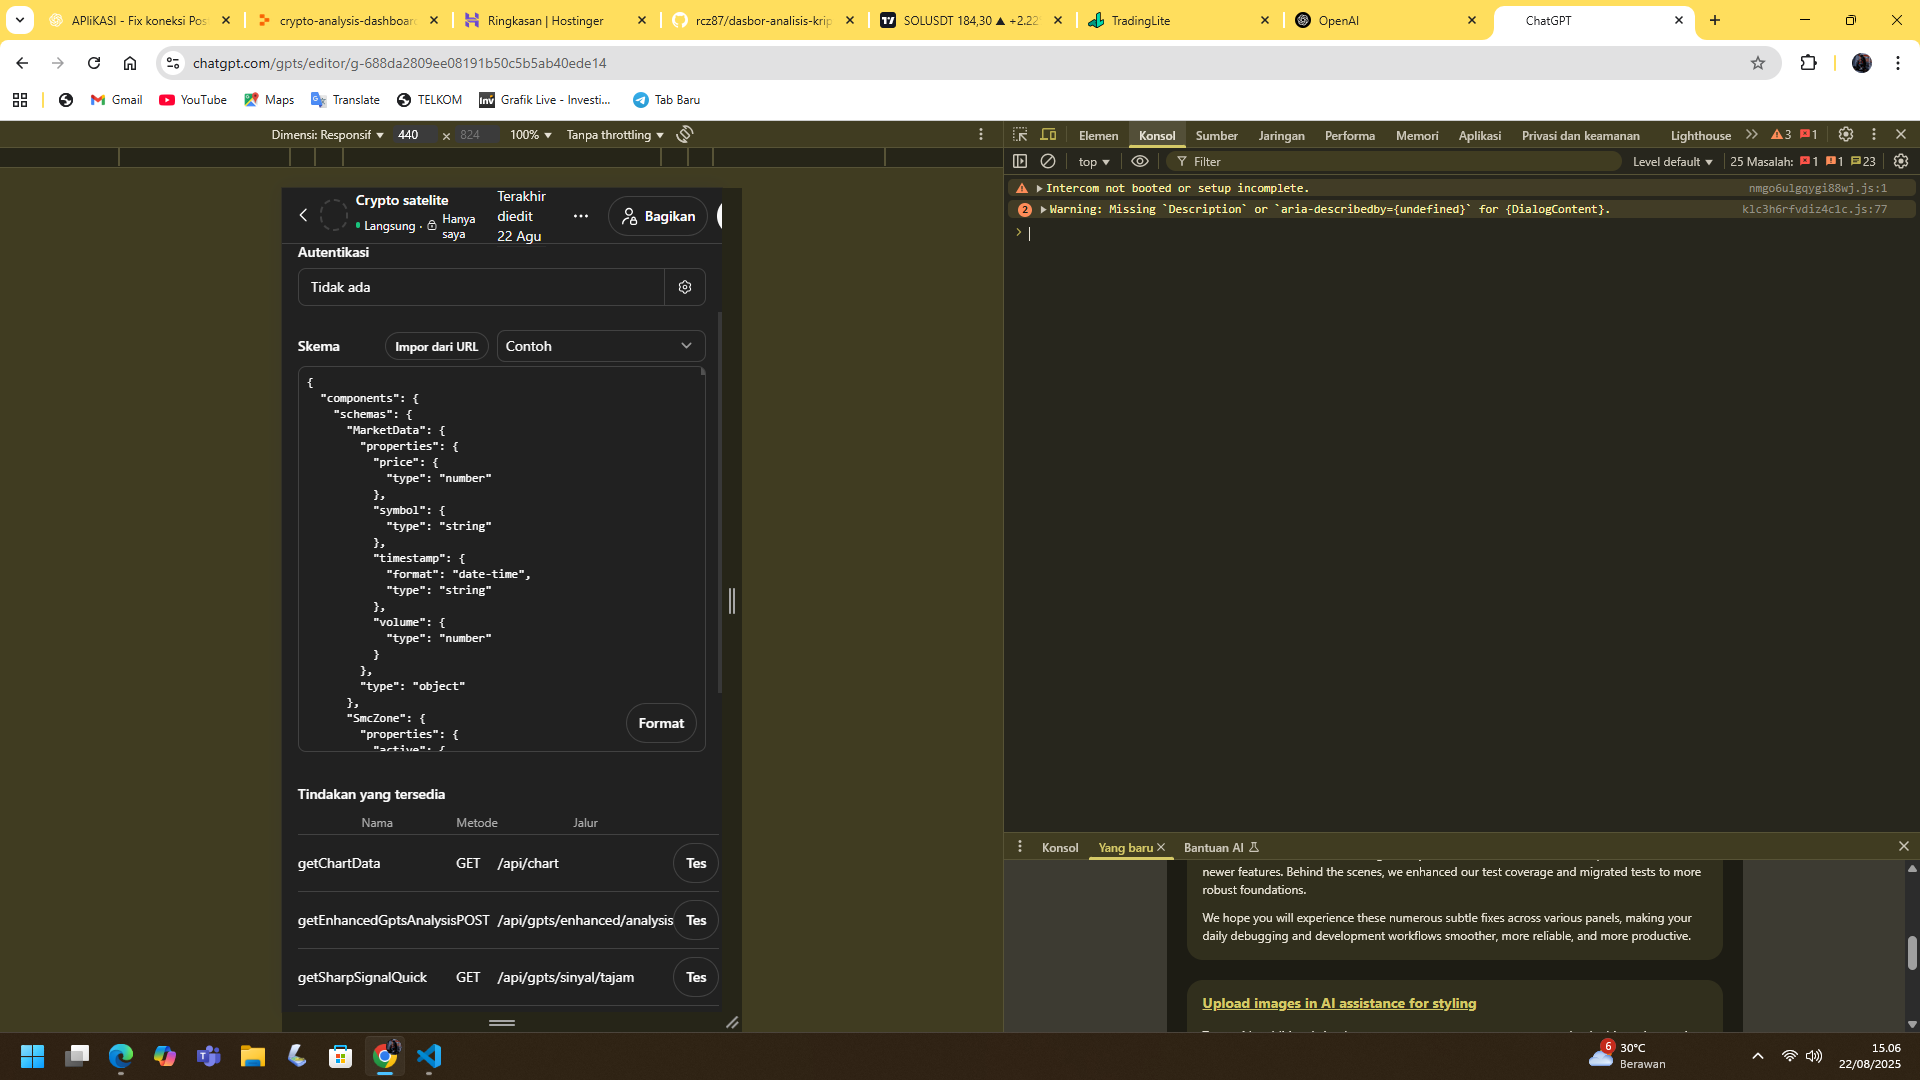 APLiKASI - Fix koneksi Pos
crypto-analysis-dashboard
Ringkasan | Hostinger
rcz87/dasbor-analisis-krip
SOLUSDT 184,30 ▲ +2.22%
TradingLite
OpenAI
ChatGPT
chatgpt.com/gpts/editor/g-688da2809ee08191b50c5b5ab40ede14
Gmail
YouTube
Maps
Translate
TELKOM
Inv
Grafik Live - Investi...
Tab Baru
Dimensi: Responsif 440 × 824 100% Tanpa throttling
Elemen Konsol Sumber Jaringan Performa Memori Aplikasi Privasi dan keamanan Lighthouse 3 1
top Filter Level default 25 Masalah: 1 1 23
Intercom not booted or setup incomplete. nmgo6ulgqygi88wj.js:1
2 Warning: Missing `Description` or `aria-describedby={undefined}` for {DialogContent}. klc3h6rfvdiz4c1c.js:77
Crypto satelite
Langsung · Hanya saya
Terakhir diedit 22 Agu
Bagikan
Autentikasi
Tidak ada
Skema
Impor dari URL
Contoh
{
"components": {
"schemas": {
"MarketData": {
"properties": {
"price": {
"type": "number"
},
"symbol": {
"type": "string"
},
"timestamp": {
"format": "date-time",
"type": "string"
},
"volume": {
"type": "number"
}
},
"type": "object"
},
"SmcZone": {
"properties": {
"active": {
Format
Tindakan yang tersedia
Nama Metode Jalur
getChartData GET /api/chart Tes
getEnhancedGptsAnalysis POST /api/gpts/enhanced/analysis Tes
getSharpSignalQuick GET /api/gpts/sinyal/tajam Tes
Konsol Yang baru Bantuan AI
newer features. Behind the scenes, we enhanced our test coverage and migrated tests to more
robust foundations.
We hope you will experience these numerous subtle fixes across various panels, making your
daily debugging and development workflows smoother, more reliable, and more productive.
Upload images in AI assistance for styling
6
30°C
Berawan
15.06
22/08/2025